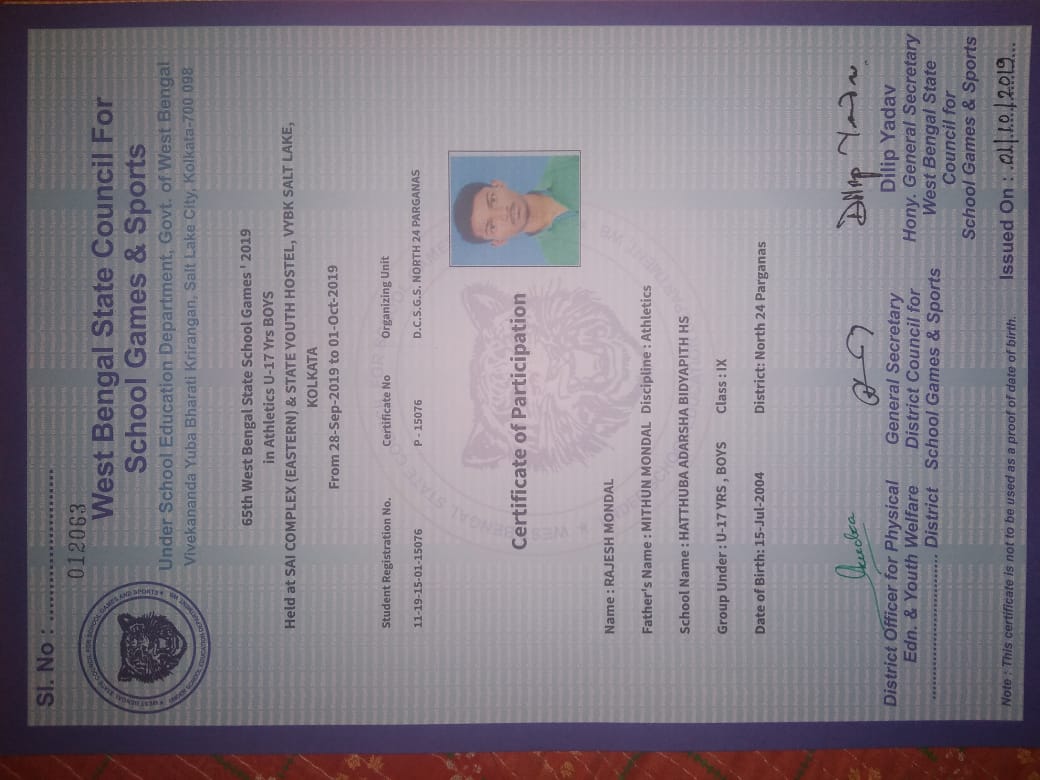 Sl. No : ........................
012063
West Bengal State Council For
School Games & Sports
Under School Education Department, Govt. of West Bengal
Vivekananda Yuba Bharati Krirangan, Salt Lake City, Kolkata-700 098
65th West Bengal State School Games ' 2019
in Athletics U-17 Yrs BOYS
Held at SAI COMPLEX (EASTERN) & STATE YOUTH HOSTEL, VYBK SALT LAKE,
KOLKATA
From 28-Sep-2019 to 01-Oct-2019
Student Registration No. Certificate No Organizing Unit
11-19-15-01-15076 P - 15076 D.C.S.G.S. NORTH 24 PARGANAS
Certificate of Participation
Name : RAJESH MONDAL
Father's Name : MITHUN MONDAL Discipline : Athletics
School Name : HATTHUBA ADARSHA BIDYAPITH HS
Group Under : U-17 YRS , BOYS Class : IX
Date of Birth: 15-Jul-2004 District: North 24 Parganas
Dilip Yadav
District Officer for Physical
Edn. & Youth Welfare
............................ District
General Secretary
District Council for
School Games & Sports
Dilip Yadav
Hony. General Secretary
West Bengal State
Council for
School Games & Sports
Note : This certificate is not to be used as a proof of date of birth.
Issued On : 01/10/2019